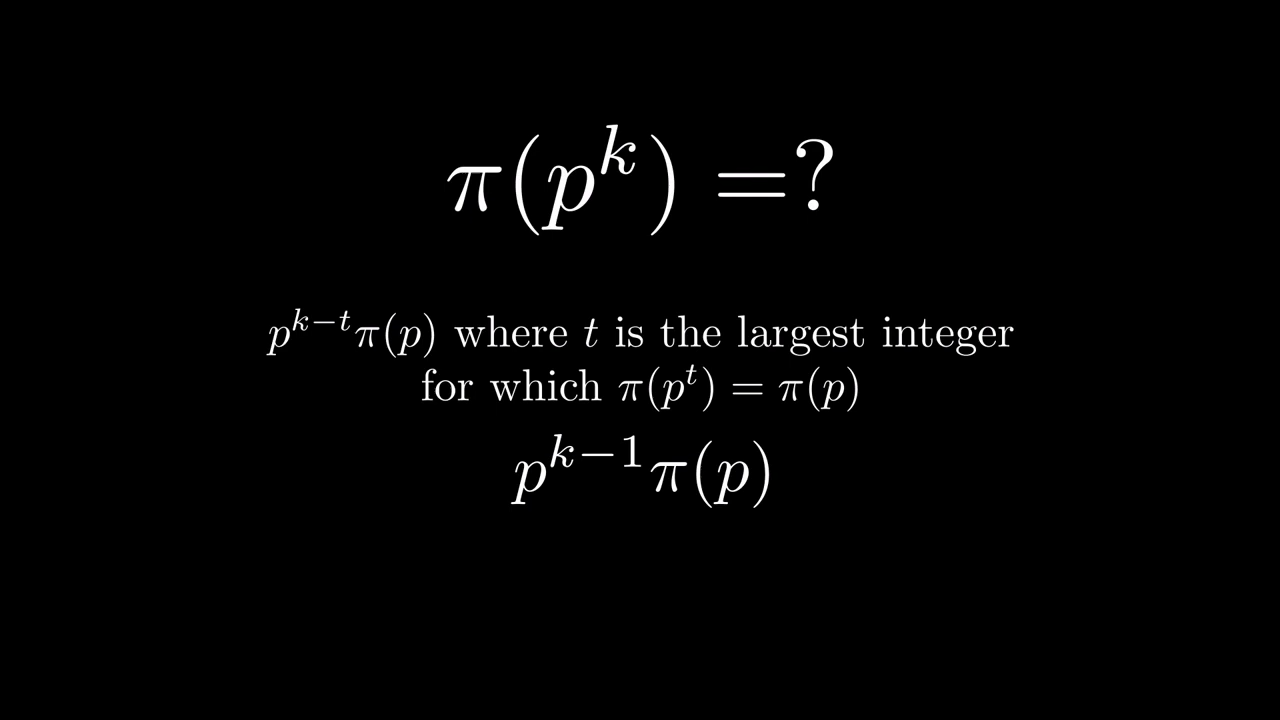 π(p^k) =?
p^{k−t}π(p) where t is the largest integer
for which π(p^t) = π(p)
p^{k−1}π(p)